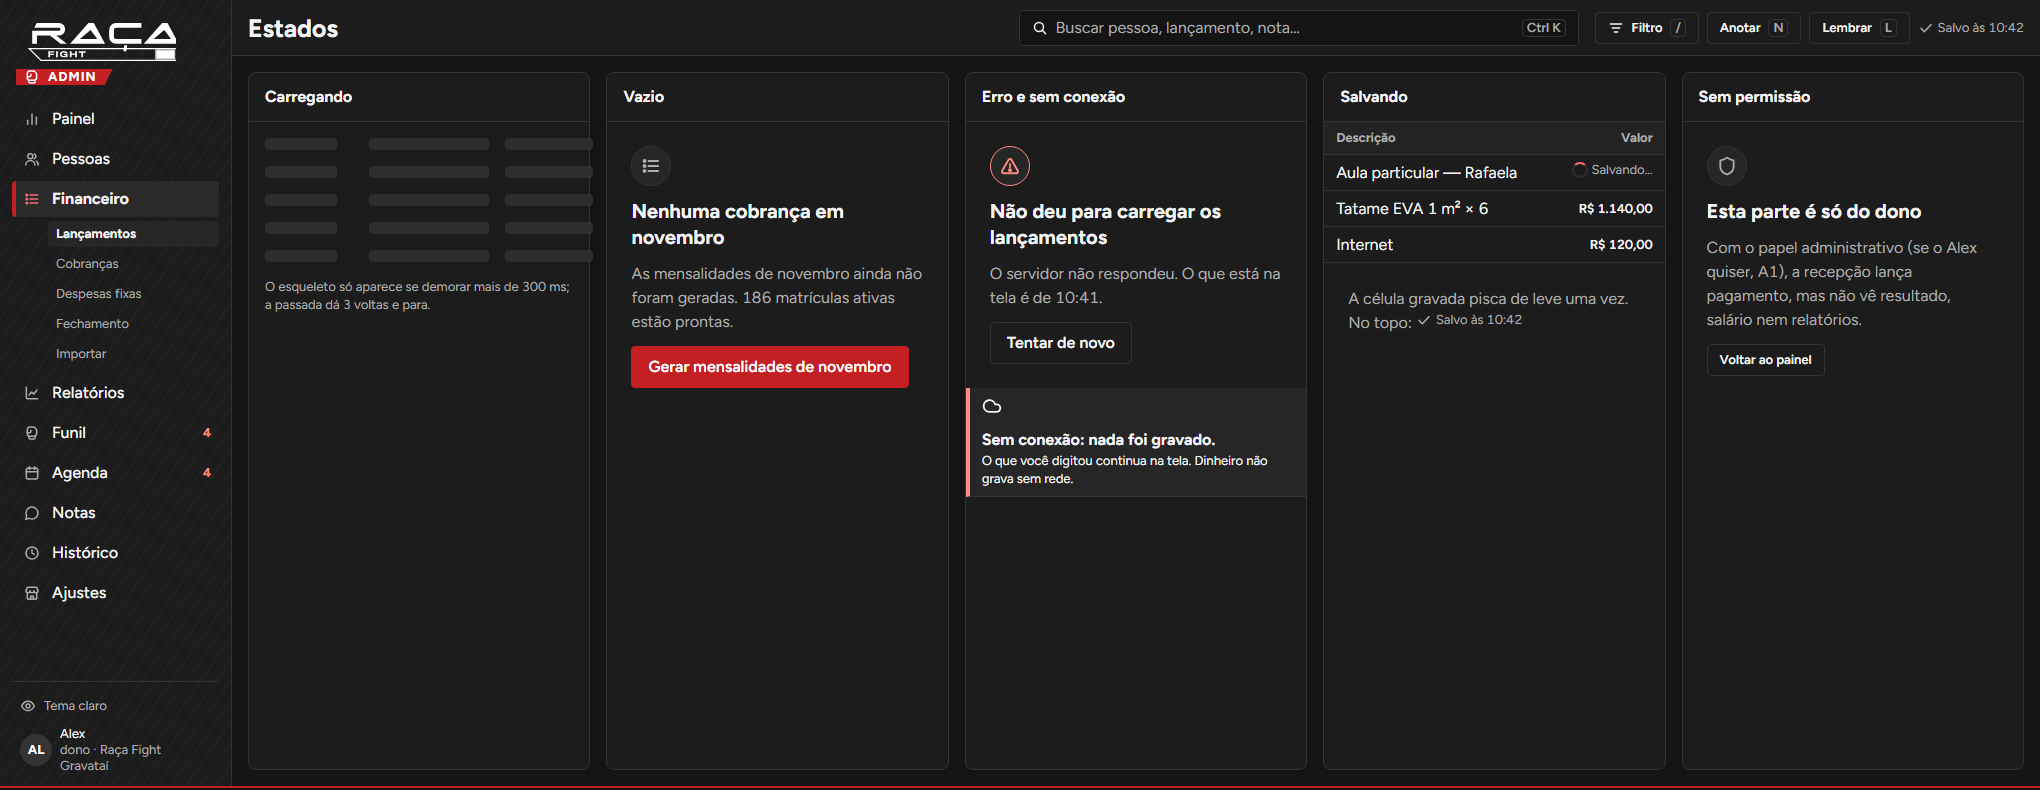 RAÇA
FIGHT
ADMIN
Painel
Pessoas
Financeiro
Lançamentos
Cobranças
Despesas fixas
Fechamento
Importar
Relatórios
Funil 4
Agenda 4
Notas
Histórico
Ajustes
Tema claro
AL
Alex
dono · Raça Fight
Gravataí
Estados
Buscar pessoa, lançamento, nota... Ctrl K
Filtro /
Anotar N
Lembrar L
Salvo às 10:42
Carregando
O esqueleto só aparece se demorar mais de 300 ms;
a passada dá 3 voltas e para.
Vazio
Nenhuma cobrança em
novembro
As mensalidades de novembro ainda não
foram geradas. 186 matrículas ativas
estão prontas.
Gerar mensalidades de novembro
Erro e sem conexão
Não deu para carregar os
lançamentos
O servidor não respondeu. O que está na
tela é de 10:41.
Tentar de novo
Sem conexão: nada foi gravado.
O que você digitou continua na tela. Dinheiro não
grava sem rede.
Salvando
Descrição Valor
Aula particular — Rafaela Salvando...
Tatame EVA 1 m² × 6 R$ 1.140,00
Internet R$ 120,00
A célula gravada pisca de leve uma vez.
No topo: Salvo às 10:42
Sem permissão
Esta parte é só do dono
Com o papel administrativo (se o Alex
quiser, A1), a recepção lança
pagamento, mas não vê resultado,
salário nem relatórios.
Voltar ao painel